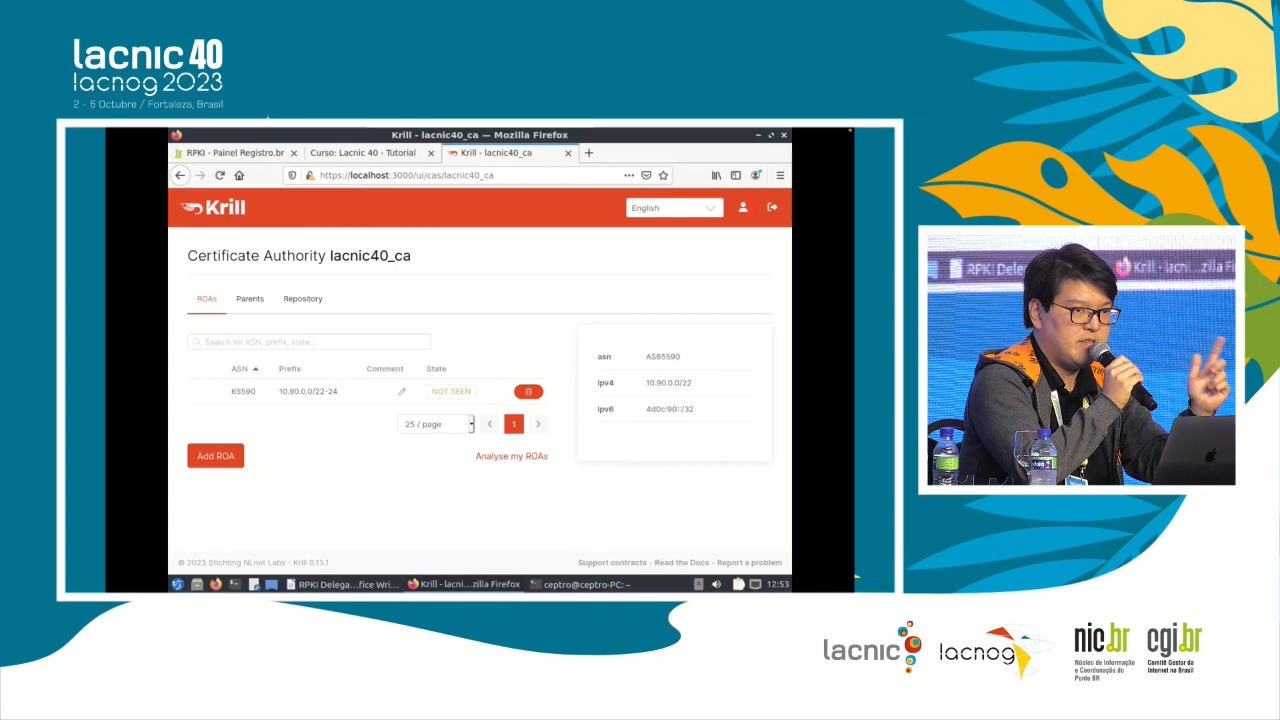 lacnic 40
lacnog 2023
2 - 6 Octubre / Fortaleza, Brasil
Krill - lacnic40_ca — Mozilla Firefox
RPKI - Painel Registro.br
Curso: Lacnic 40 - Tutorial
Krill - lacnic40_ca
https://localhost:3000/ui/cas/lacnic40_ca
Krill
English
Certificate Authority lacnic40_ca
ROAs
Parents
Repository
Search for ASN, prefix, state...
ASN
Prefix
Comment
State
65590
10.90.0.0/22-24
NOT SEEN
25 / page
1
Add ROA
Analyse my ROAs
asn
AS65590
ipv4
10.90.0.0/22
ipv6
4d0c:90::/32
© 2023 Stichting NLnet Labs - Krill 0.13.1
Support contracts - Read the Docs - Report a problem
RPKI Delega...fice Wri...
Krill - lacni...zilla Firefox
ceptro@ceptro-PC: ~
12:53
RPKI Dele
Krill - lacn...zilla Fi
lacnic
lacnog
nic.br
Núcleo de Informação
e Coordenação do
Ponto BR
cgi.br
Comitê Gestor da
Internet no Brasil